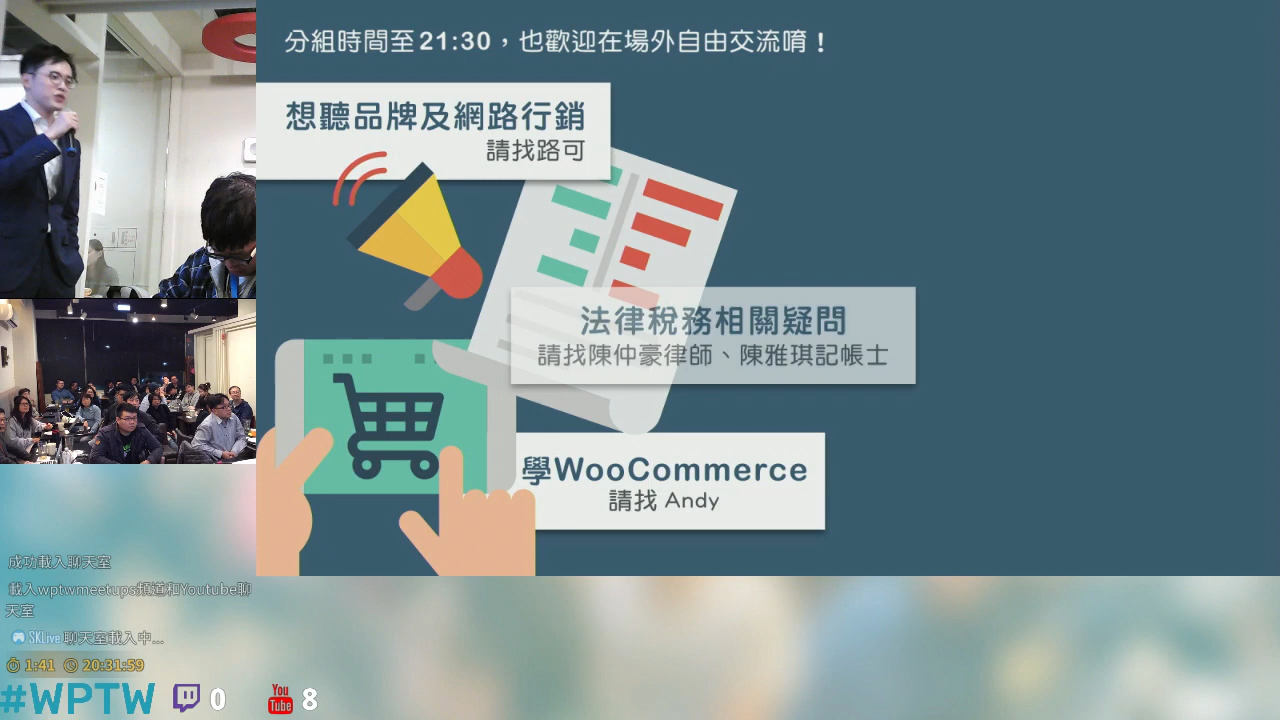 分組時間至21:30，也歡迎在場外自由交流唷！
想聽品牌及網路行銷
請找路可
法律稅務相關疑問
請找陳仲豪律師、陳雅琪記帳士
學WooCommerce
請找 Andy
成功載入聊天室
載入wptwmeetups頻道和Youtube聊
天室
SKLive 聊天室載入中...
1:41 20:31:59
#WPTW 0 You Tube 8